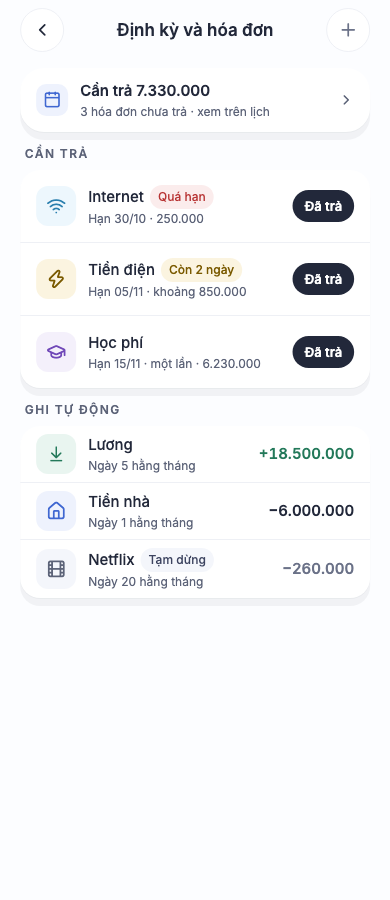 Định kỳ và hóa đơn
Cần trả 7.330.000
3 hóa đơn chưa trả · xem trên lịch
CẦN TRẢ
Internet Quá hạn
Hạn 30/10 · 250.000
Đã trả
Tiền điện Còn 2 ngày
Hạn 05/11 · khoảng 850.000
Đã trả
Học phí
Hạn 15/11 · một lần · 6.230.000
Đã trả
GHI TỰ ĐỘNG
Lương
Ngày 5 hằng tháng
+18.500.000
Tiền nhà
Ngày 1 hằng tháng
−6.000.000
Netflix Tạm dừng
Ngày 20 hằng tháng
−260.000